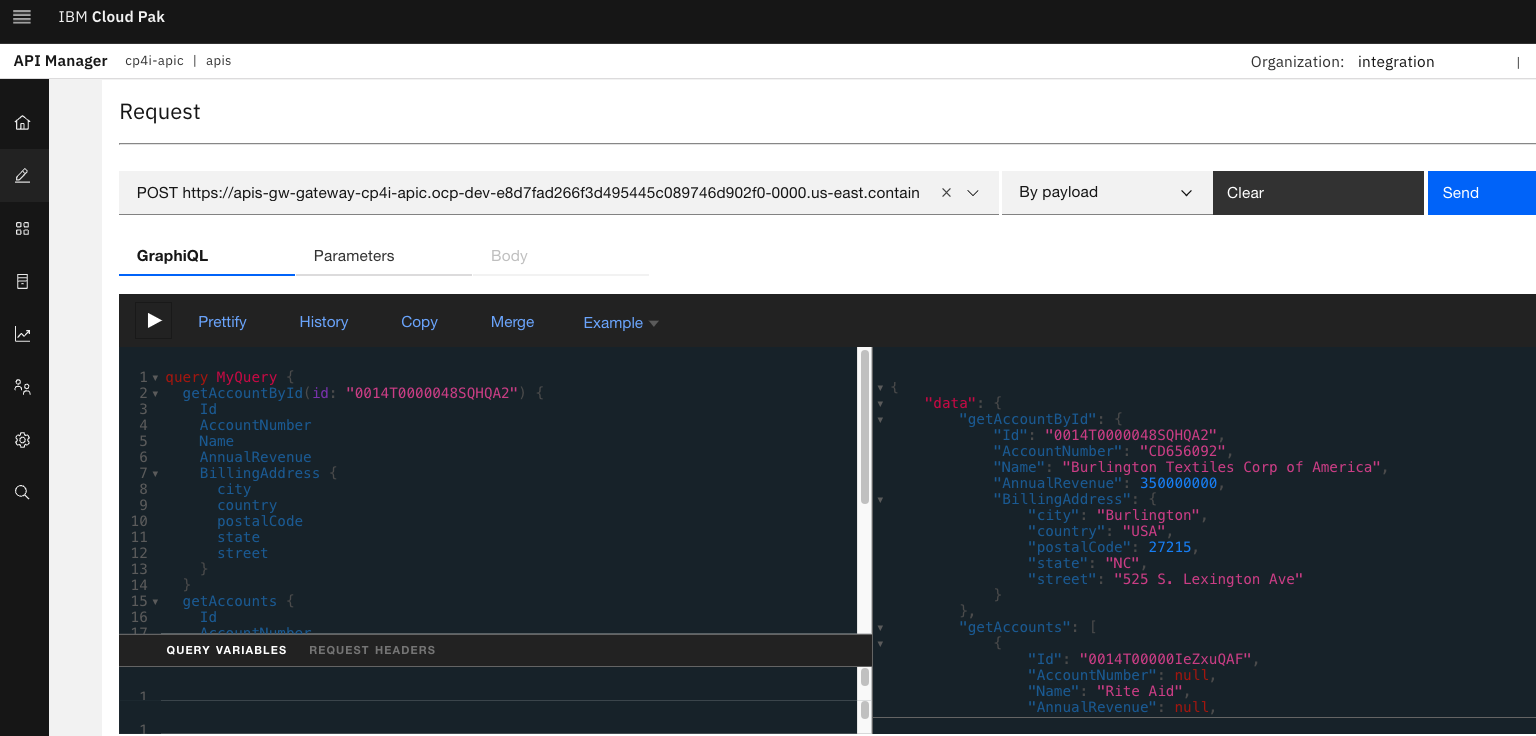 IBM Cloud Pak
API Manager cp4i-apic | apis Organization: integration |
Request
POST https://apis-gw-gateway-cp4i-apic.ocp-dev-e8d7fad266f3d495445c089746d902f0-0000.us-east.contain By payload Clear Send
GraphiQL Parameters Body
Prettify History Copy Merge Example
1 query MyQuery {
2 getAccountById(id: "0014T0000048SQHQA2") {
3 Id
4 AccountNumber
5 Name
6 AnnualRevenue
7 BillingAddress {
8 city
9 country
10 postalCode
11 state
12 street
13 }
14 }
15 getAccounts {
16 Id
17 AccountNumber
QUERY VARIABLES REQUEST HEADERS
1
1
{
"data": {
"getAccountById": {
"Id": "0014T0000048SQHQA2",
"AccountNumber": "CD656092",
"Name": "Burlington Textiles Corp of America",
"AnnualRevenue": 350000000,
"BillingAddress": {
"city": "Burlington",
"country": "USA",
"postalCode": 27215,
"state": "NC",
"street": "525 S. Lexington Ave"
}
},
"getAccounts": [
{
"Id": "0014T00000IeZxuQAF",
"AccountNumber": null,
"Name": "Rite Aid",
"AnnualRevenue": null,